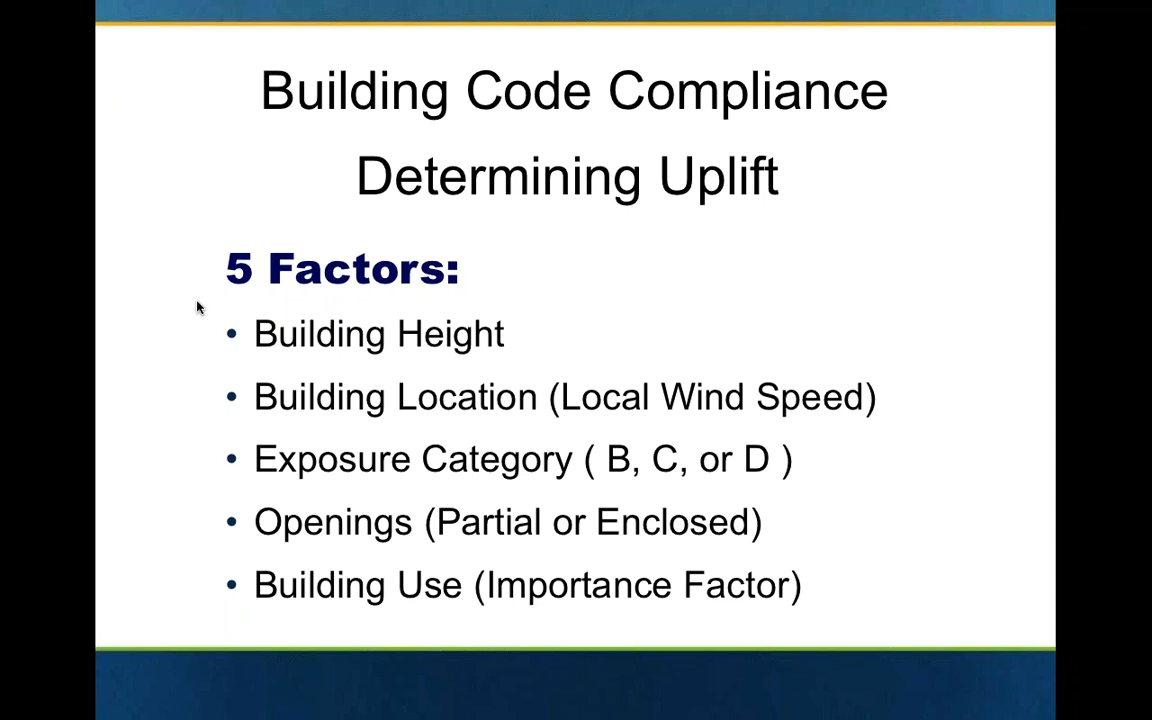 Building Code Compliance
Determining Uplift
5 Factors:
• Building Height
• Building Location (Local Wind Speed)
• Exposure Category ( B, C, or D )
• Openings (Partial or Enclosed)
• Building Use (Importance Factor)